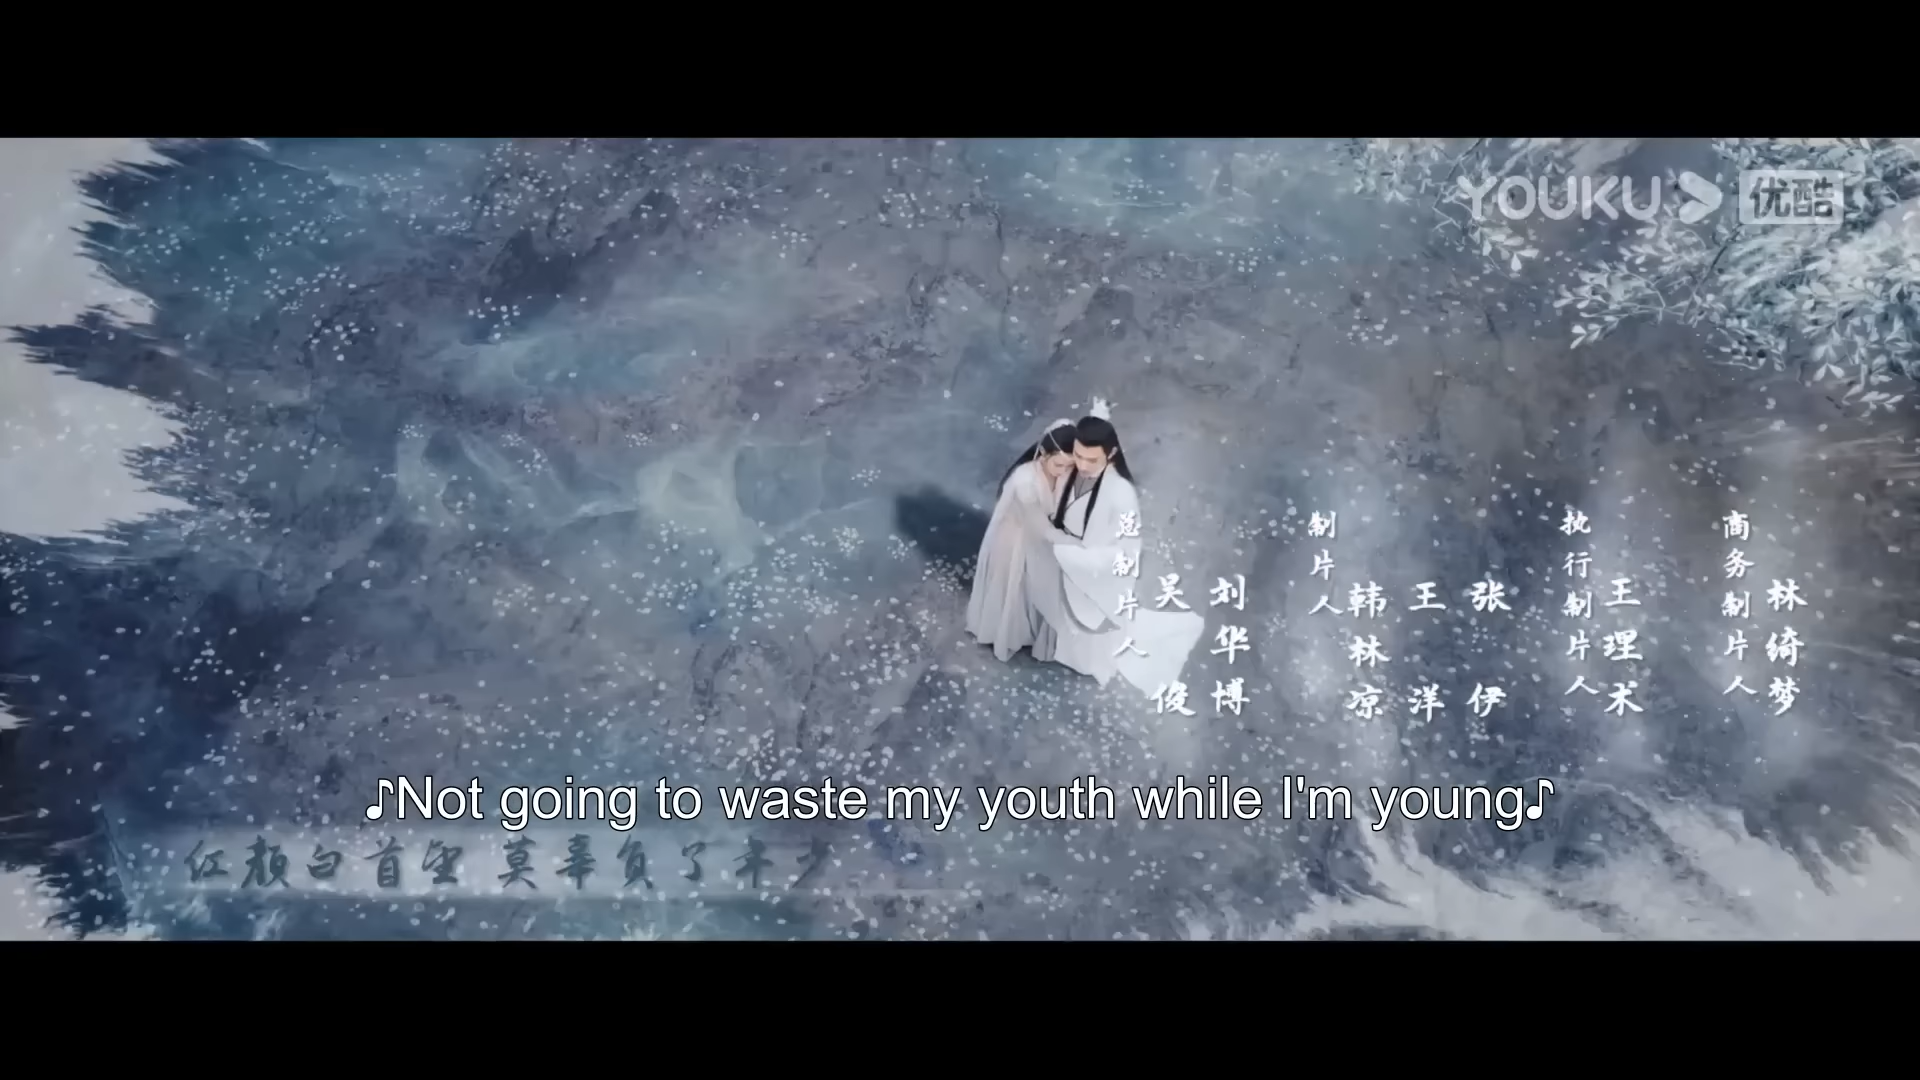 YOUKU 优酷
总制片人
吴俊
刘华博
制片人
韩林凉
王洋
张伊
执行制片人
王理术
商务制片人
林绮梦
♪Not going to waste my youth while I'm young♪
红颜白首望 莫辜负了年少